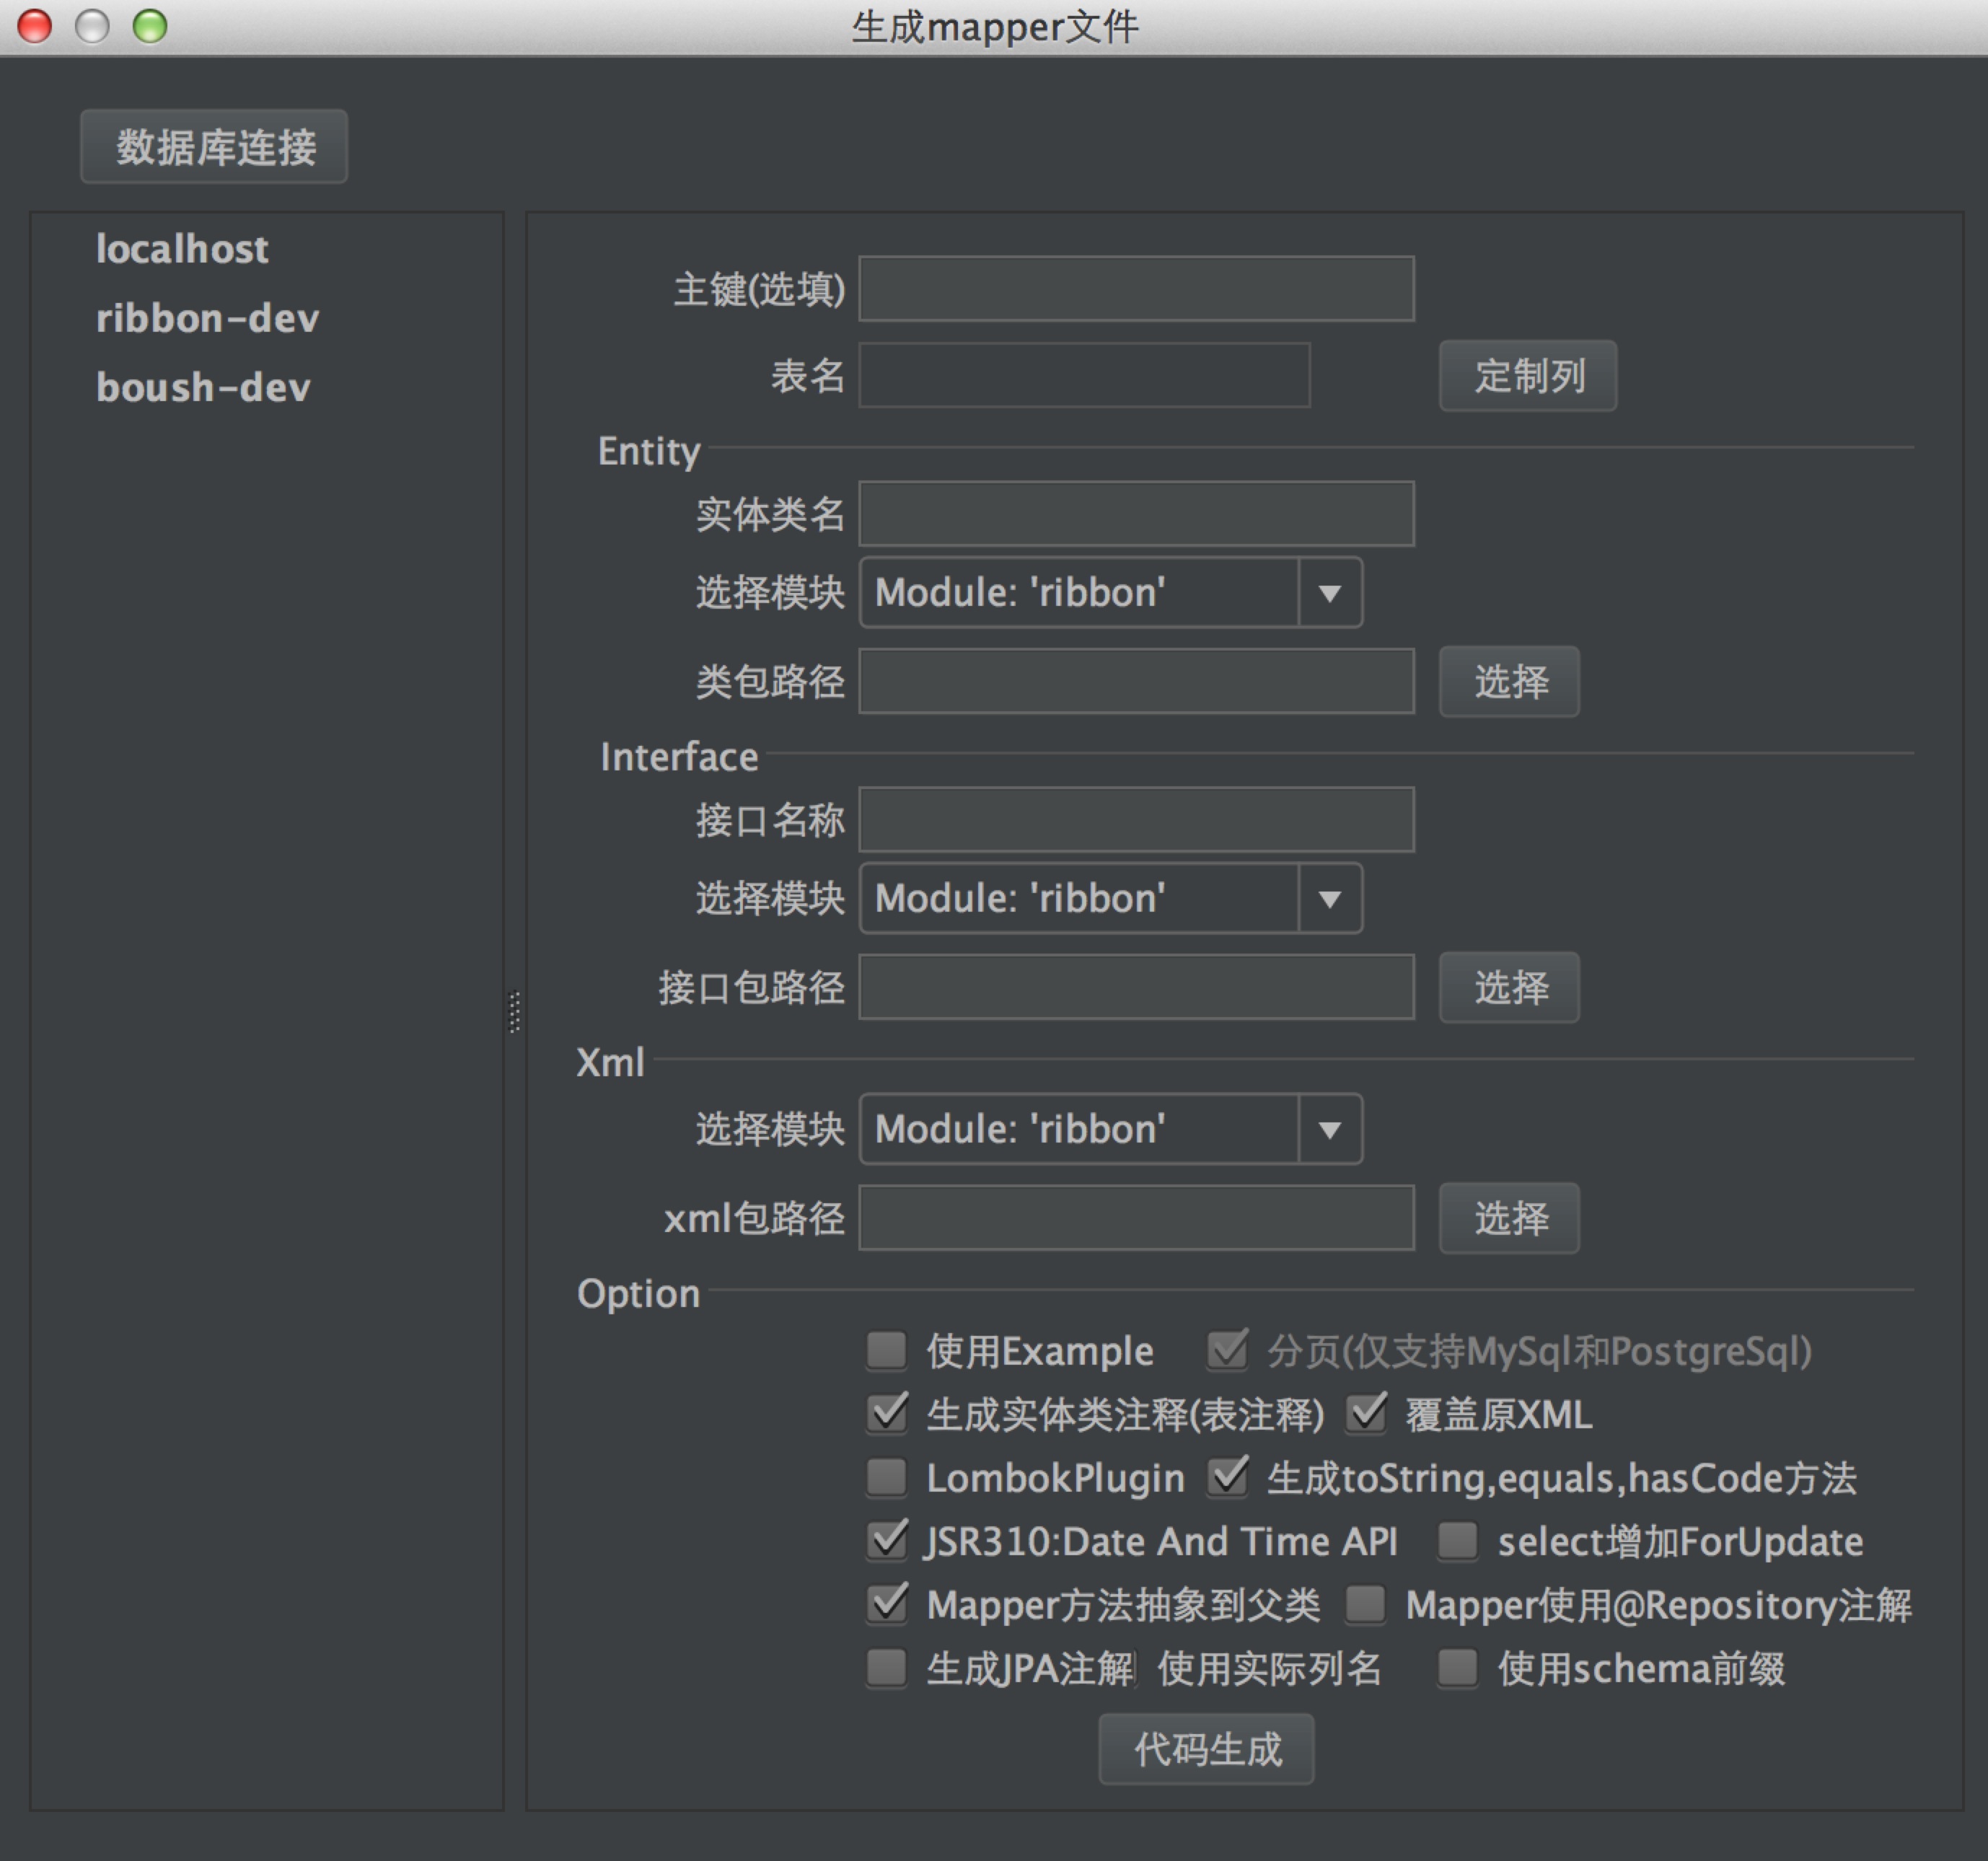 生成mapper文件
数据库连接
localhost
ribbon-dev
boush-dev
主键(选填)
表名 定制列
Entity
实体类名
选择模块 Module: 'ribbon'
类包路径 选择
Interface
接口名称
选择模块 Module: 'ribbon'
接口包路径 选择
Xml
选择模块 Module: 'ribbon'
xml包路径 选择
Option
使用Example 分页(仅支持MySql和PostgreSql)
生成实体类注释(表注释) 覆盖原XML
LombokPlugin 生成toString,equals,hasCode方法
JSR310:Date And Time API select增加ForUpdate
Mapper方法抽象到父类 Mapper使用@Repository注解
生成JPA注解 使用实际列名 使用schema前缀
代码生成